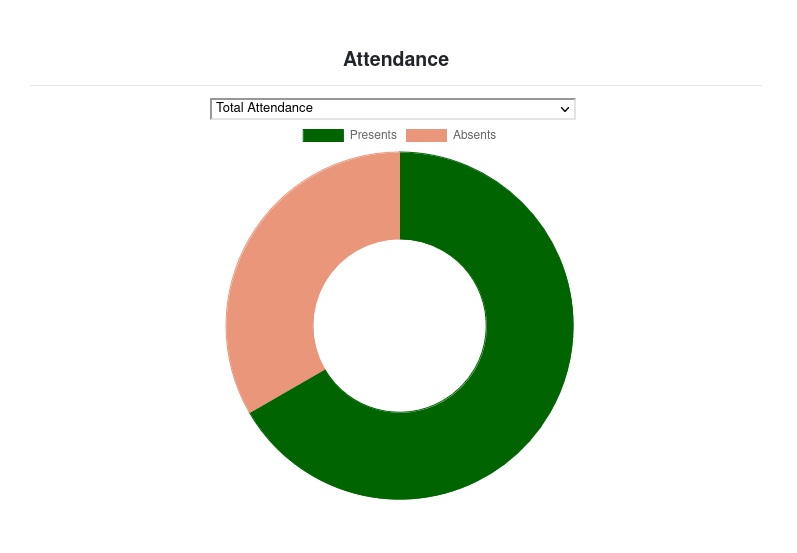 Attendance
Total Attendance
Presents Absents